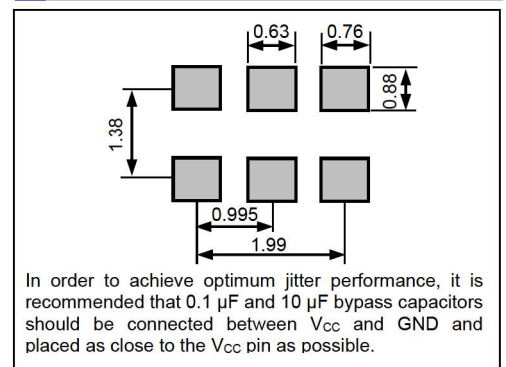 0.63 0.76
0.88
1.38
0.995
1.99
In order to achieve optimum jitter performance, it is
recommended that 0.1 µF and 10 µF bypass capacitors
should be connected between VCC and GND and
placed as close to the VCC pin as possible.